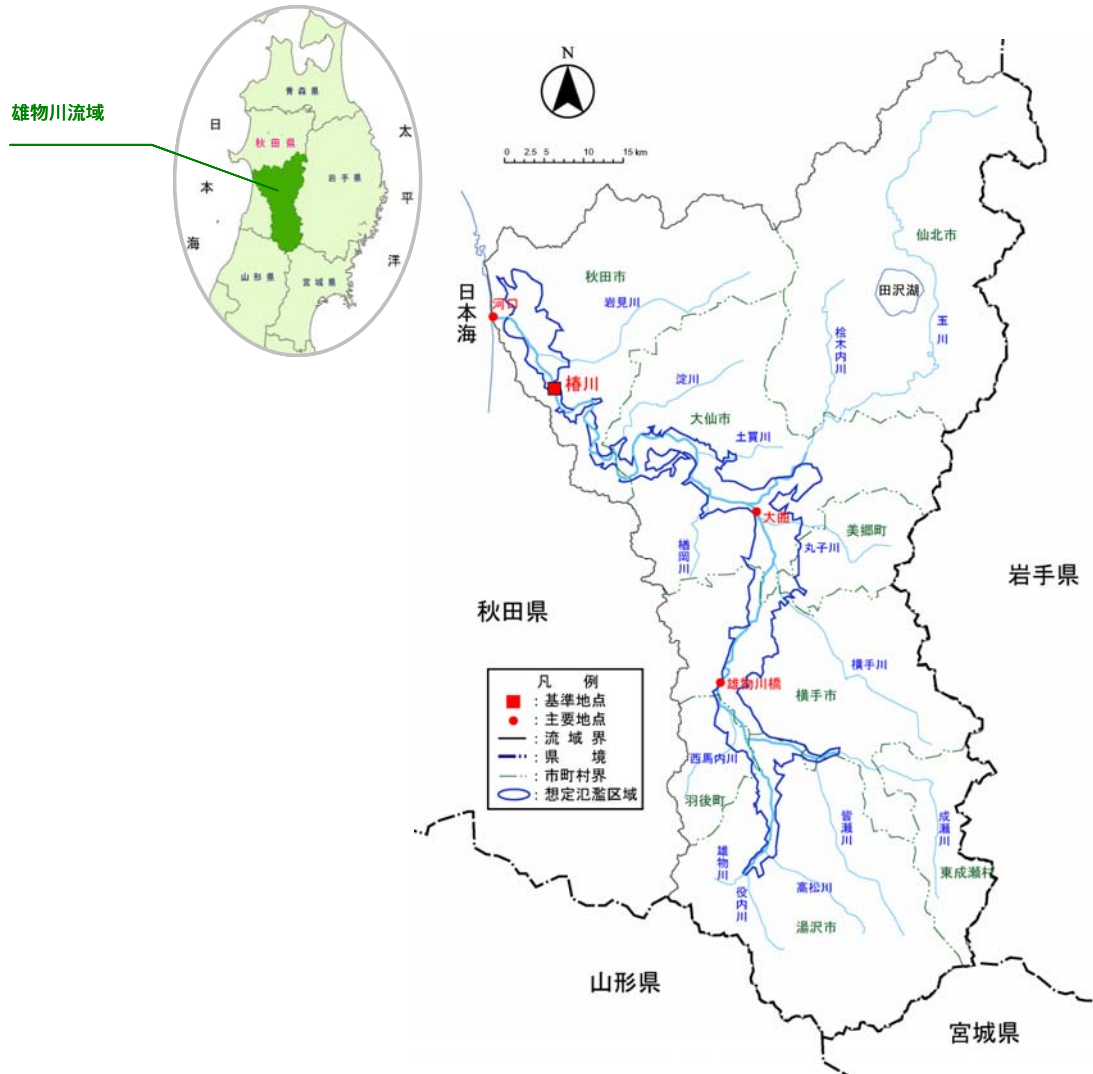 雄物川流域
青森県
日本海
秋田県
太平洋
岩手県
山形県
宮城県
N
0 2.5 5 10 15 km
仙北市
田沢湖
秋田市
岩見川
日本海
河口
玉川
桧木内川
椿川
淀川
大仙市
土買川
大曲
美郷町
丸子川
楢岡川
岩手県
秋田県
横手川
雄物川橋
横手市
凡 例
：基準地点
：主要地点
：流 域 界
：県 境
：市町村界
：想定氾濫区域
西馬内川
羽後町
皆瀬川
成瀬川
雄物川
役内川
高松川
東成瀬村
湯沢市
山形県
宮城県